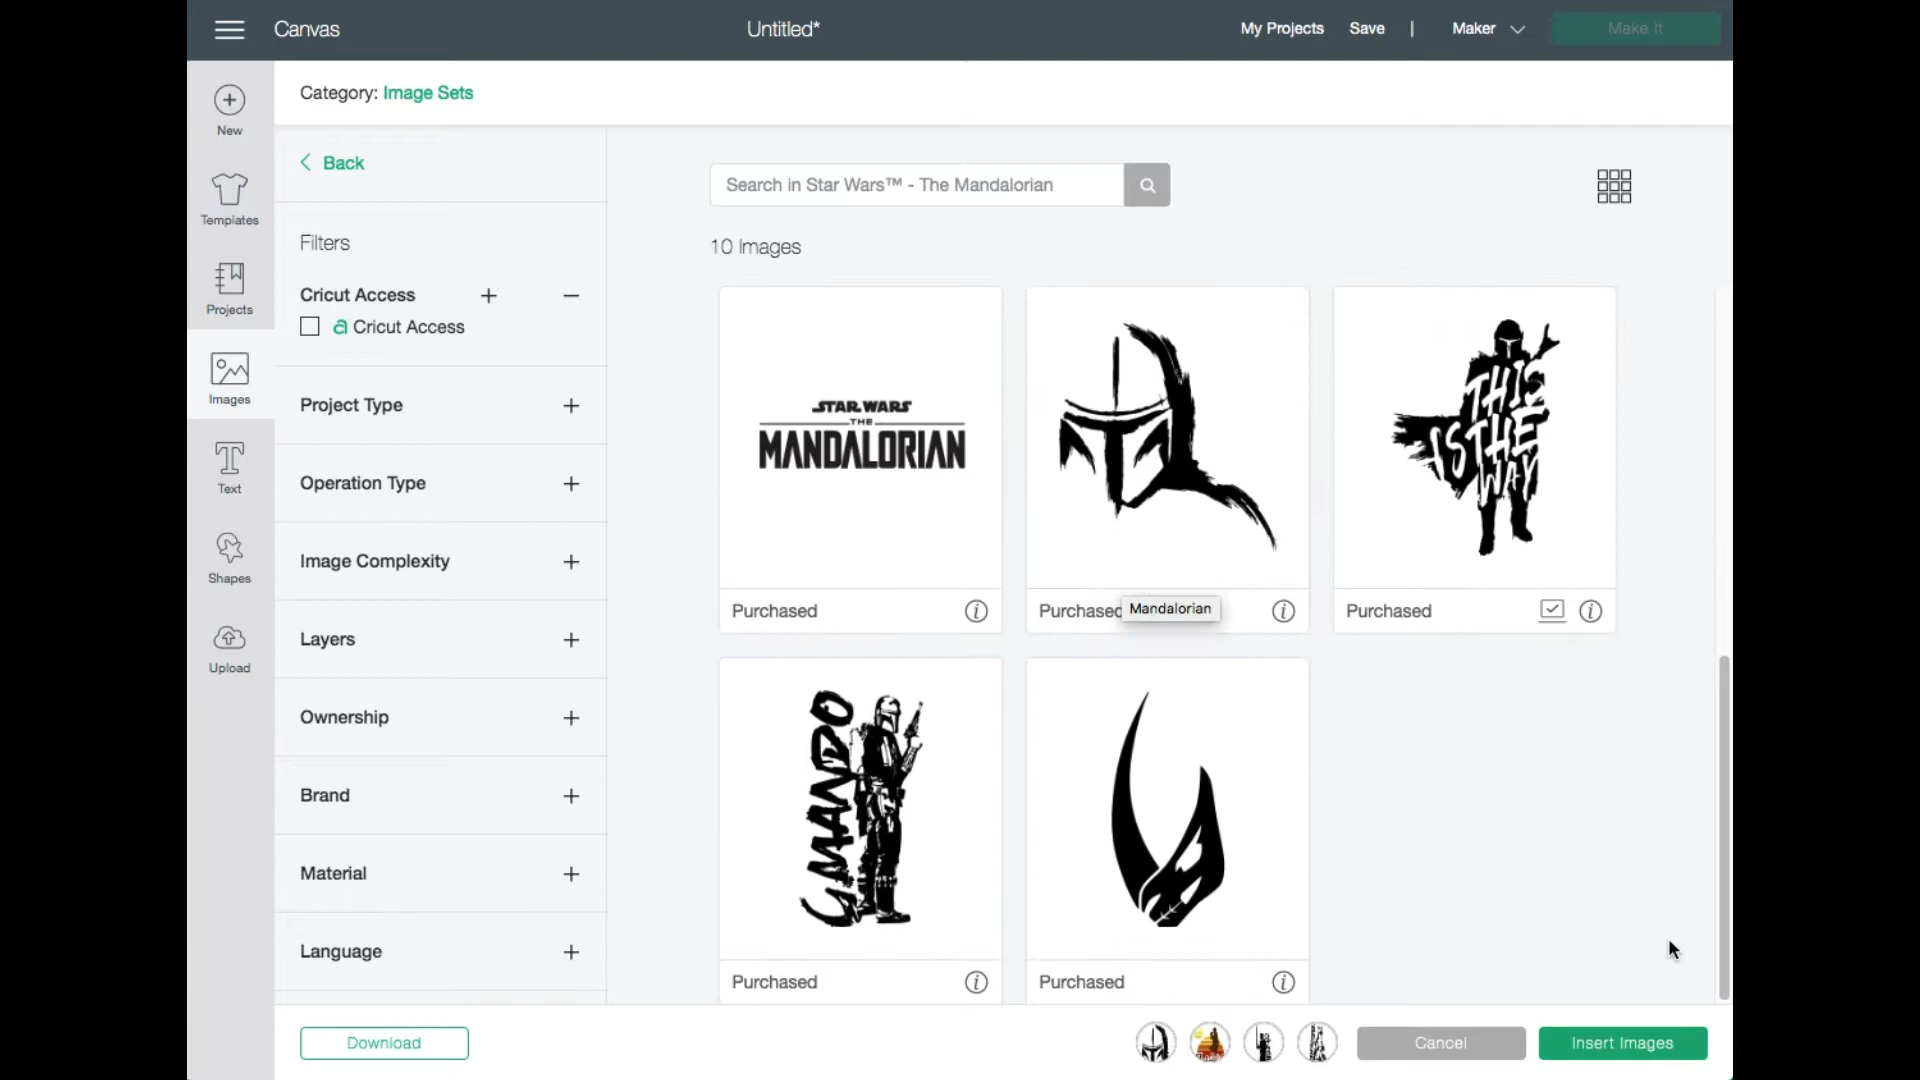 Canvas
Untitled*
My Projects
Save
|
Maker
Make It
New
Templates
Projects
Images
Text
Shapes
Upload
Category: Image Sets
Back
Filters
Cricut Access
a Cricut Access
Project Type
Operation Type
Image Complexity
Layers
Ownership
Brand
Material
Language
Search in Star Wars™ - The Mandalorian
10 Images
STAR WARS
THE
MANDALORIAN
THIS
IS THE
WAY
Purchased
Purchased
Mandalorian
Purchased
MANDO
Purchased
Purchased
Download
Cancel
Insert Images